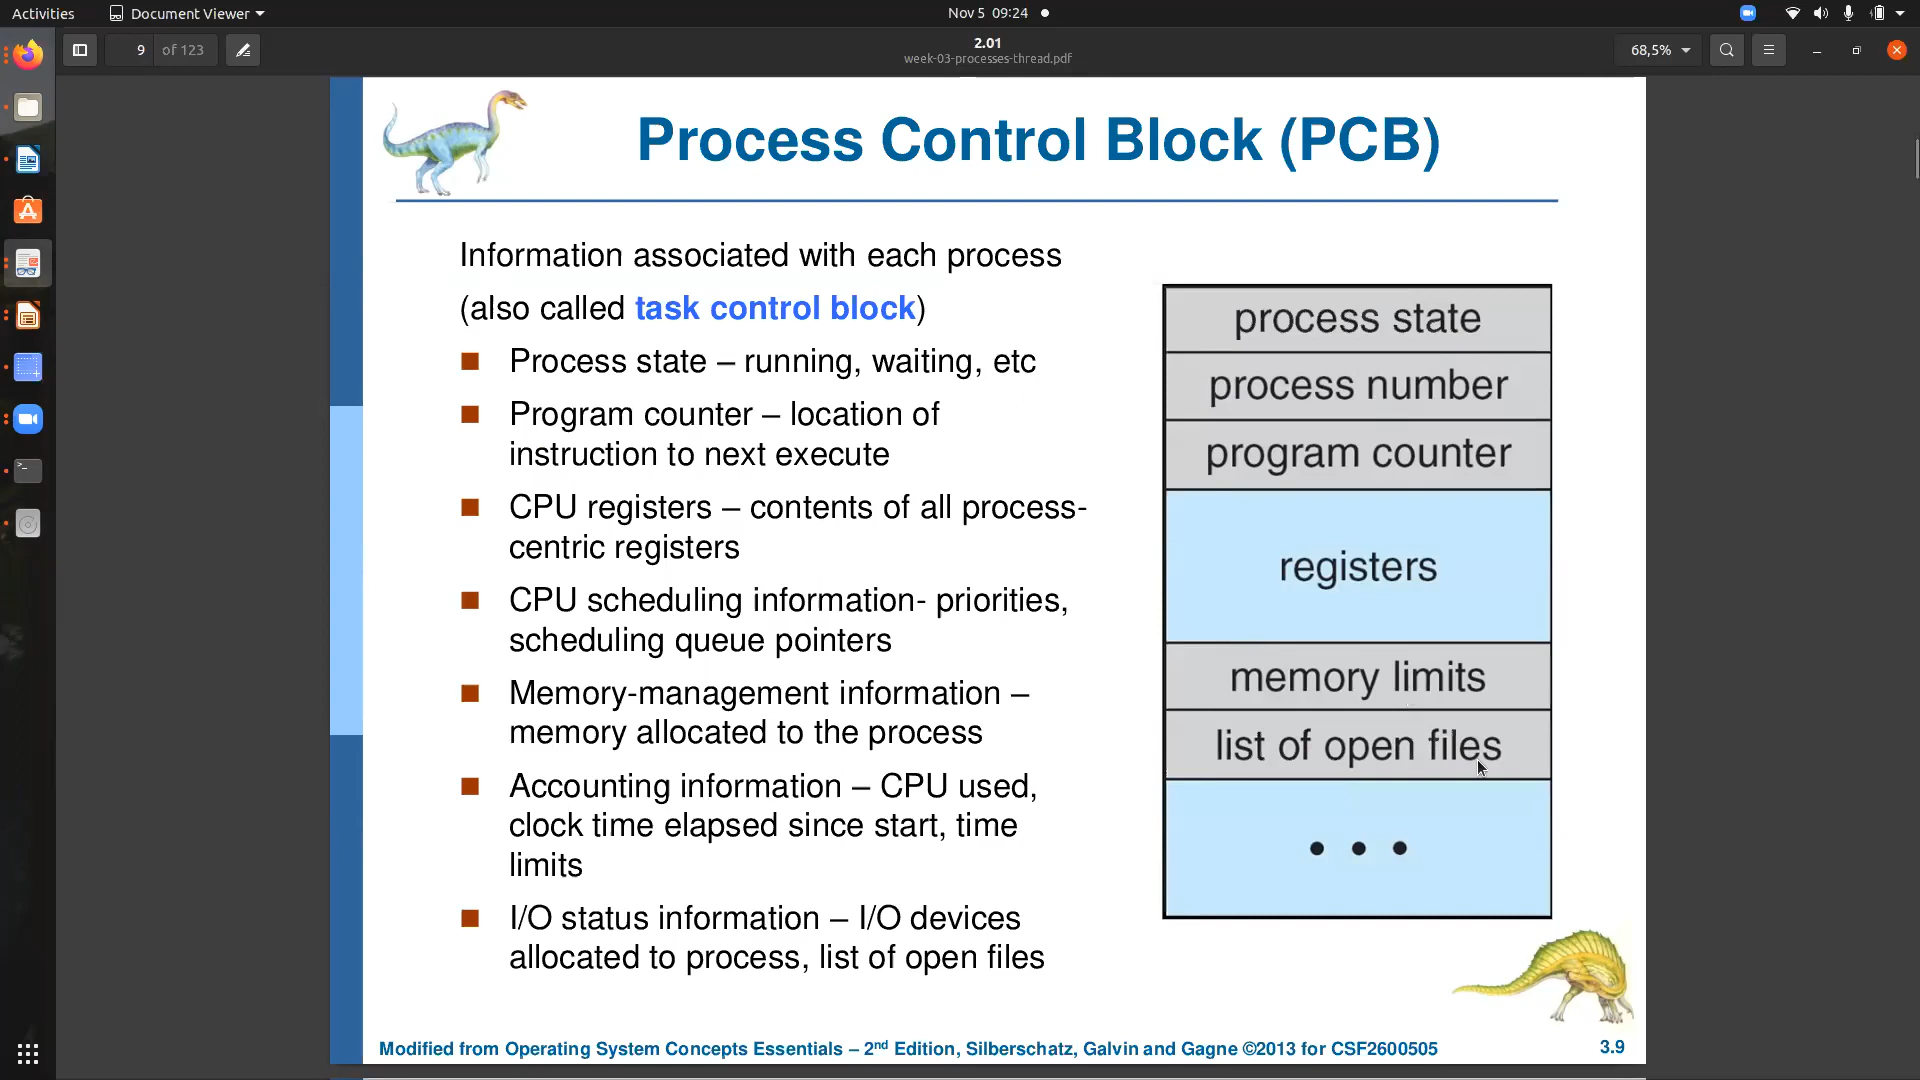 Activities
Document Viewer
Nov 5 09:24
9 of 123
2.01
week-03-processes-thread.pdf
68,5%
Process Control Block (PCB)
Information associated with each process
(also called task control block)
Process state – running, waiting, etc
Program counter – location of
instruction to next execute
CPU registers – contents of all process-
centric registers
CPU scheduling information- priorities,
scheduling queue pointers
Memory-management information –
memory allocated to the process
Accounting information – CPU used,
clock time elapsed since start, time
limits
I/O status information – I/O devices
allocated to process, list of open files
process state
process number
program counter
registers
memory limits
list of open files
• • •
Modified from Operating System Concepts Essentials – 2nd Edition, Silberschatz, Galvin and Gagne ©2013 for CSF2600505
3.9